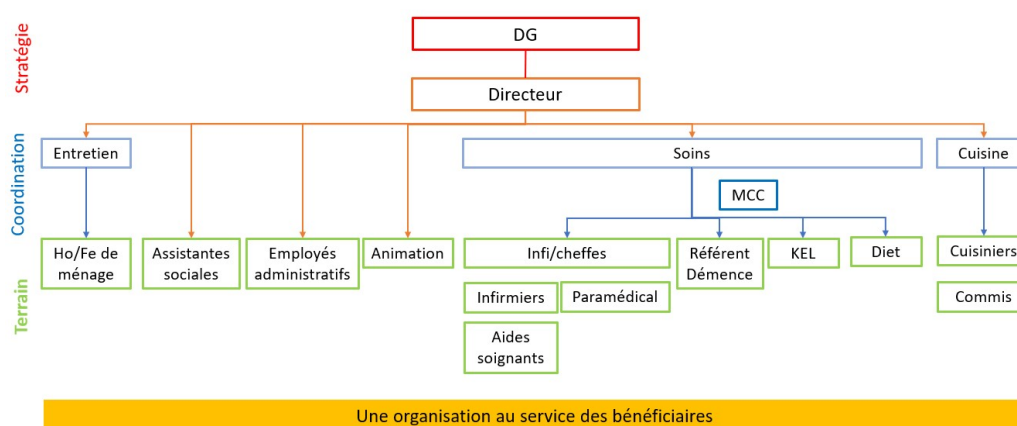 Stratégie
DG
Directeur
Coordination
Entretien
Soins
Cuisine
MCC
Terrain
Ho/Fe de
ménage
Assistantes
sociales
Employés
administratifs
Animation
Infi/cheffes
Référent
Démence
KEL
Diet
Cuisiniers
Infirmiers
Paramédical
Commis
Aides
soignants
Une organisation au service des bénéficiaires